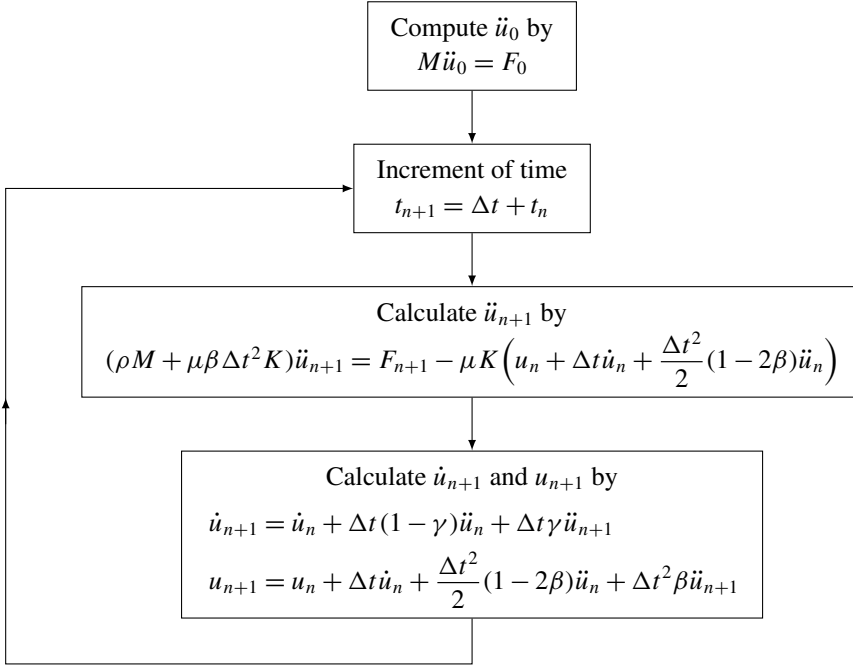 Compute ü₀ by
Mü₀ = F₀
Increment of time
tₙ₊₁ = Δt + tₙ
Calculate üₙ₊₁ by
(ρM + μβΔt²K)üₙ₊₁ = Fₙ₊₁ − μK(uₙ + Δtu̇ₙ + Δt²/2 (1 − 2β)üₙ)
Calculate u̇ₙ₊₁ and uₙ₊₁ by
u̇ₙ₊₁ = u̇ₙ + Δt(1 − γ)üₙ + Δtγüₙ₊₁
uₙ₊₁ = uₙ + Δtu̇ₙ + Δt²/2 (1 − 2β)üₙ + Δt²βüₙ₊₁